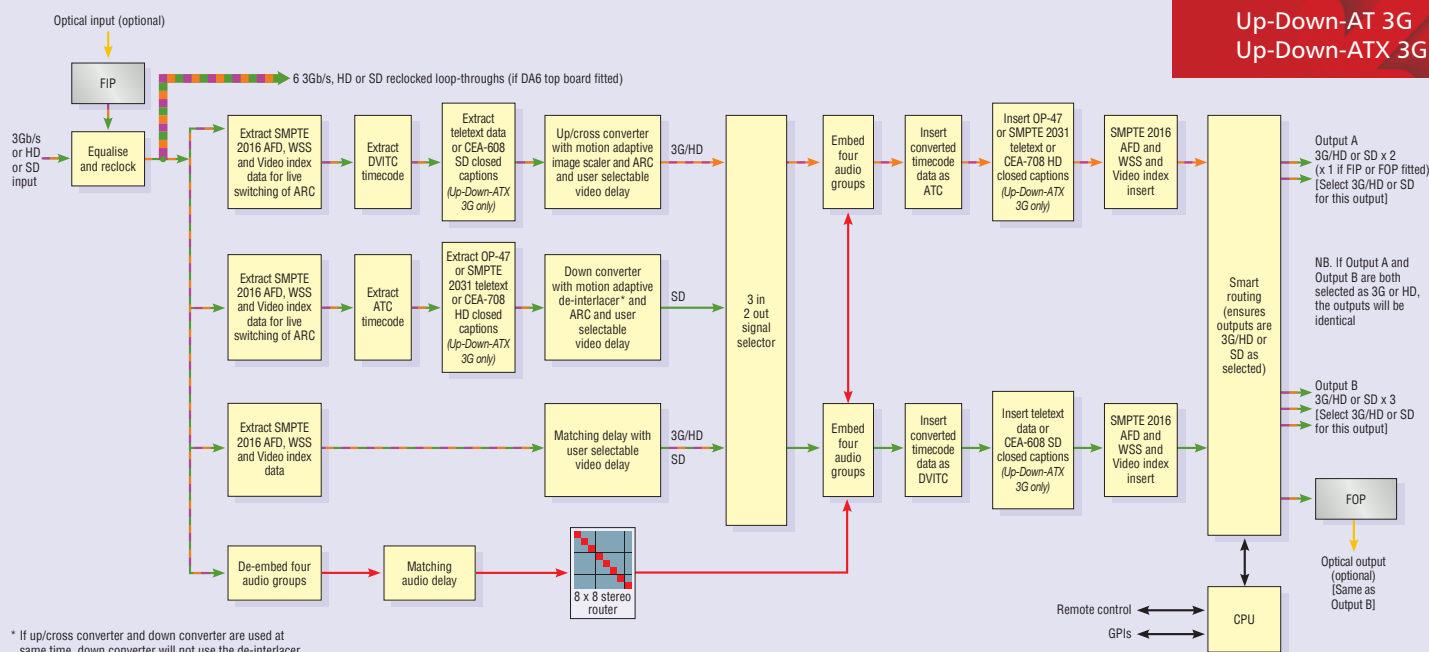 Up-Down-AT 3G
Up-Down-ATX 3G
Optical input (optional)
FIP
6 3Gb/s, HD or SD reclocked loop-throughs (if DA6 top board fitted)
3Gb/s
or HD
or SD
input
Equalise
and reclock
Extract SMPTE
2016 AFD, WSS
and Video index
data for live
switching of ARC
Extract
DVITC
timecode
Extract
teletext data
or CEA-608
SD closed
captions
(Up-Down-ATX
3G only)
Up/cross converter
with motion adaptive
image scaler and ARC
and user selectable
video delay
3G/HD
Embed
four
audio
groups
Insert
converted
timecode
data as
ATC
Insert OP-47
or SMPTE 2031
teletext or
CEA-708 HD
closed captions
(Up-Down-ATX
3G only)
SMPTE 2016
AFD and
WSS and
Video index
insert
Output A
3G/HD or SD x 2
(x 1 if FIP or FOP fitted)
[Select 3G/HD or SD
for this output]
Extract SMPTE
2016 AFD, WSS
and Video index
data for live
switching of ARC
Extract
ATC
timecode
Extract OP-47
or SMPTE
2031 teletext
or CEA-708
HD closed
captions
(Up-Down-ATX
3G only)
Down converter
with motion adaptive
de-interlacer* and
ARC and user
selectable
video delay
SD
3 in
2 out
signal
selector
Smart
routing
(ensures
outputs are
3G/HD or
SD as
selected)
NB. If Output A and
Output B are both
selected as 3G or HD,
the outputs will be
identical
Extract SMPTE
2016 AFD, WSS
and Video index
data
Matching delay with
user selectable
video delay
3G/HD
SD
Embed
four
audio
groups
Insert
converted
timecode
data as
DVITC
Insert teletext
data or
CEA-608 SD
closed captions
(Up-Down-ATX
3G only)
SMPTE 2016
AFD and
WSS and
Video index
insert
Output B
3G/HD or SD x 3
[Select 3G/HD or SD
for this output]
FOP
De-embed four
audio groups
Matching
audio delay
8 x 8 stereo
router
Optical output
(optional)
[Same as
Output B]
Remote control
GPIs
CPU
* If up/cross converter and down converter are used at
same time, down converter will not use the de-interlacer